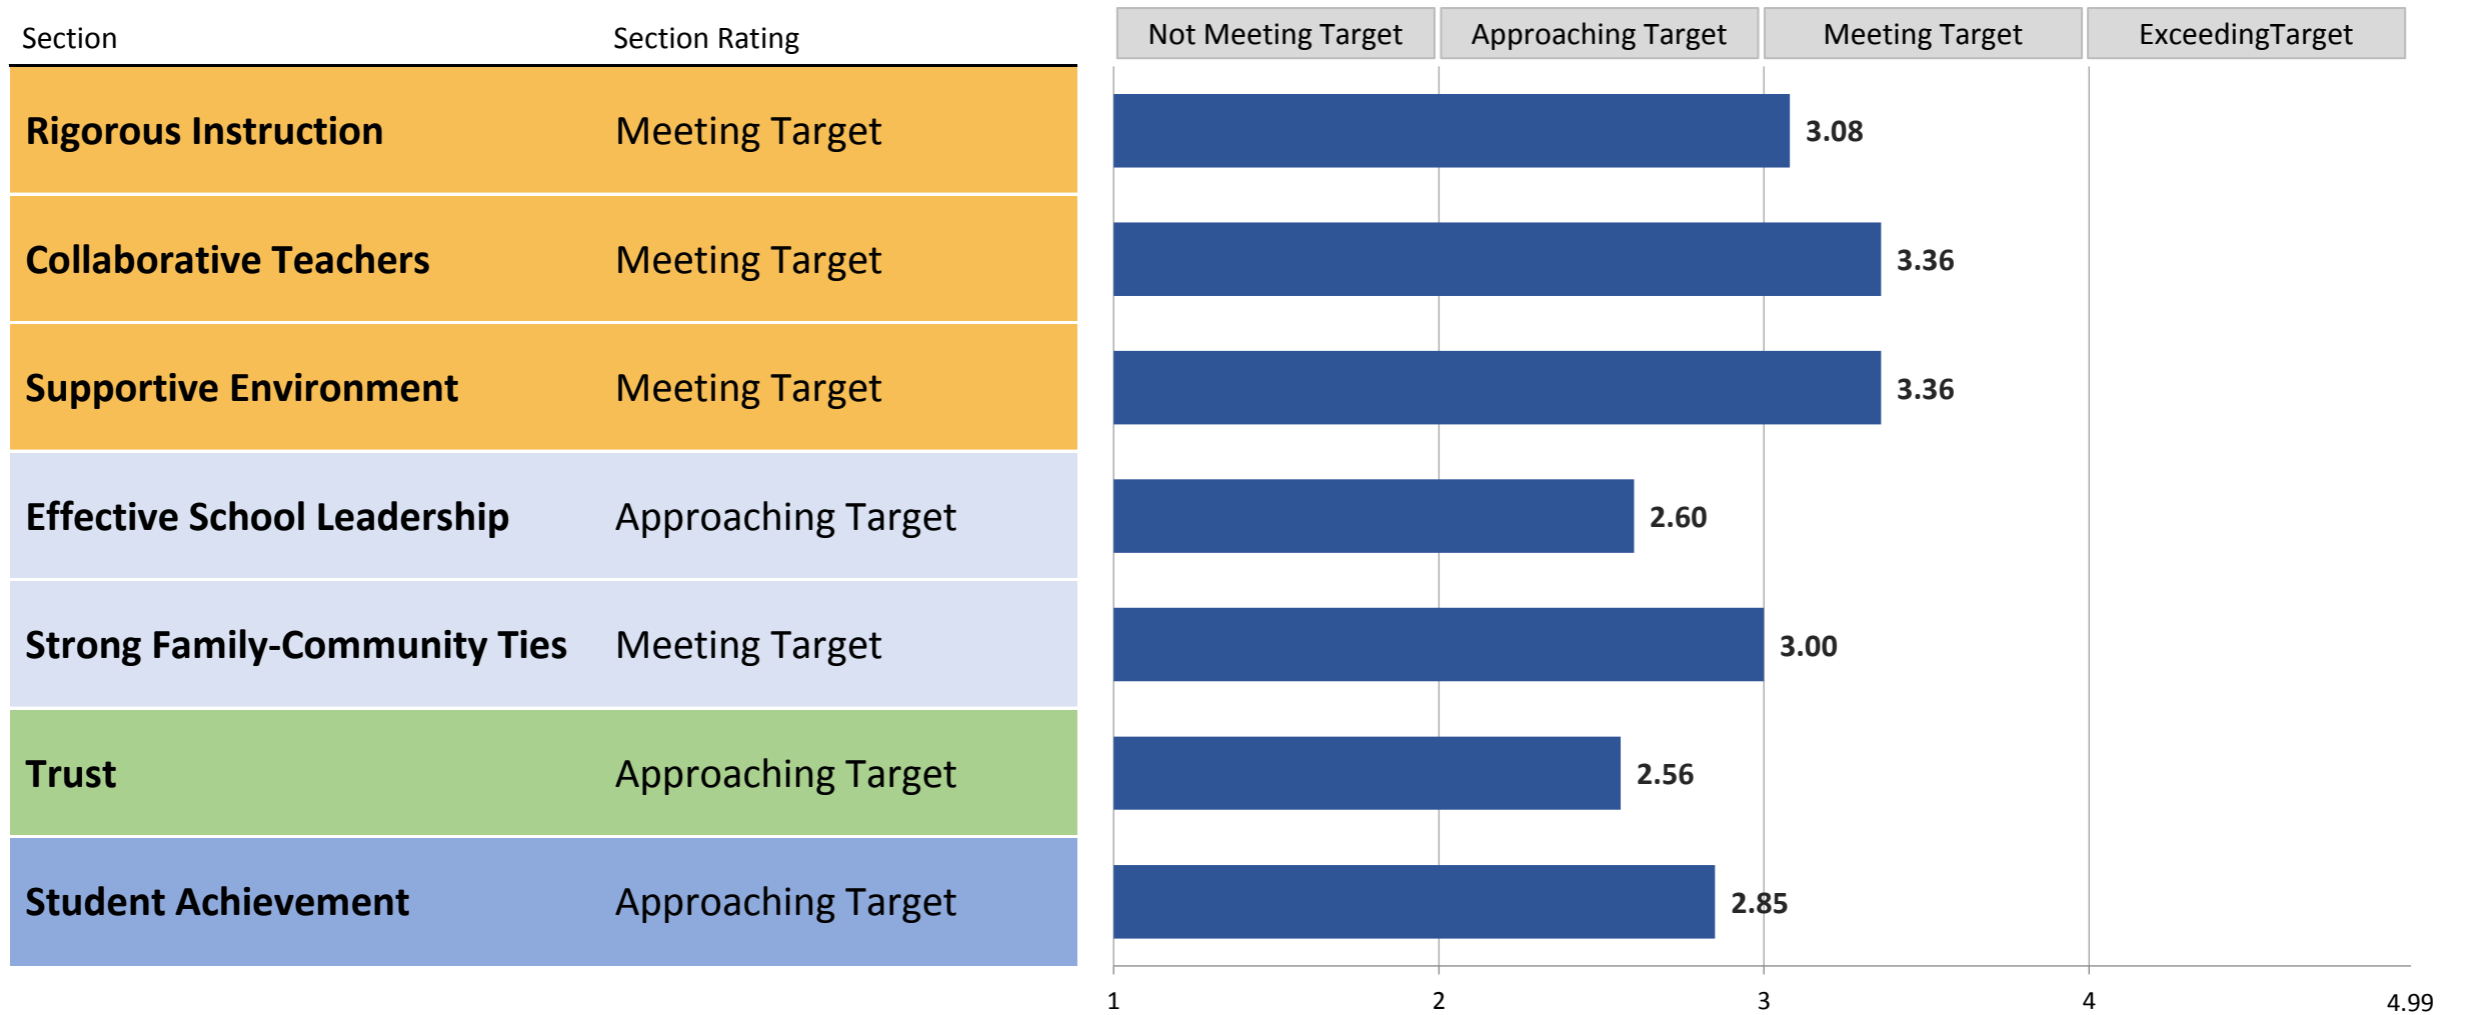 Section Section Rating Not Meeting Target Approaching Target Meeting Target ExceedingTarget
Rigorous Instruction Meeting Target 3.08
Collaborative Teachers Meeting Target 3.36
Supportive Environment Meeting Target 3.36
Effective School Leadership Approaching Target 2.60
Strong Family-Community Ties Meeting Target 3.00
Trust Approaching Target 2.56
Student Achievement Approaching Target 2.85
1 2 3 4 4.99